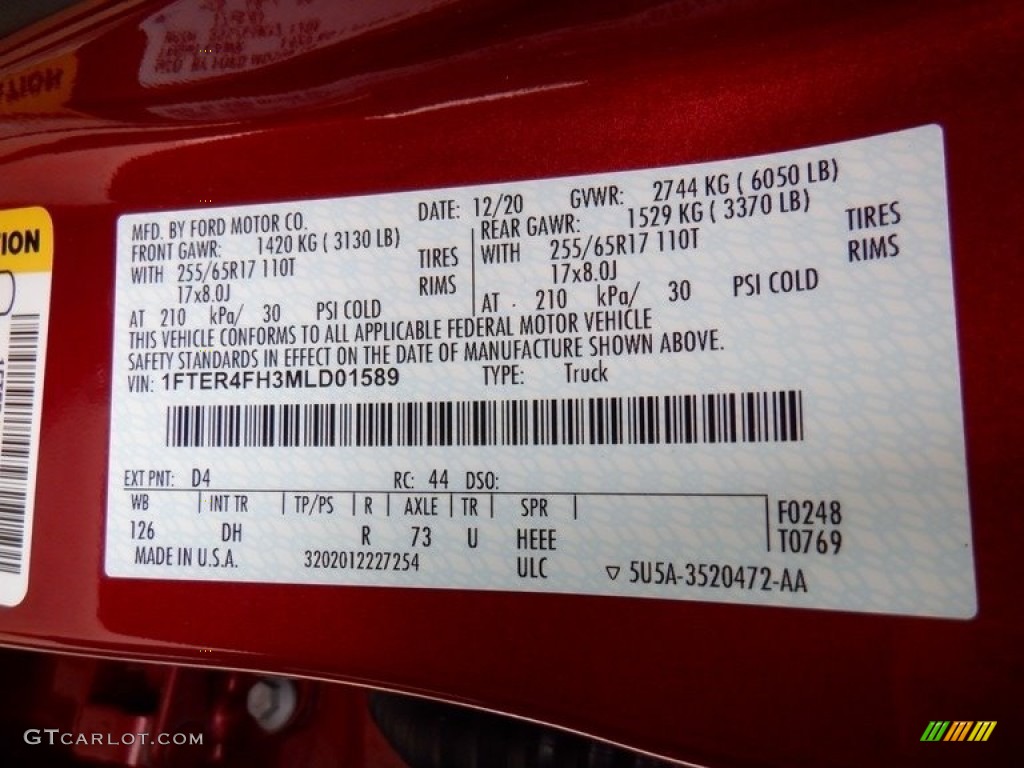 TION
MFD. BY FORD MOTOR CO.
DATE: 12/20 GVWR: 2744 KG ( 6050 LB)
FRONT GAWR: 1420 KG ( 3130 LB)
WITH 255/65R17 110T TIRES
17x8.0J RIMS
AT 210 kPa/ 30 PSI COLD
REAR GAWR: 1529 KG ( 3370 LB)
WITH 255/65R17 110T TIRES
17x8.0J RIMS
AT 210 kPa/ 30 PSI COLD
THIS VEHICLE CONFORMS TO ALL APPLICABLE FEDERAL MOTOR VEHICLE
SAFETY STANDARDS IN EFFECT ON THE DATE OF MANUFACTURE SHOWN ABOVE.
VIN: 1FTER4FH3MLD01589 TYPE: Truck
EXT PNT: D4 RC: 44 DSO:
WB INT TR TP/PS R AXLE TR SPR
126 DH R 73 U HEEE
F0248
T0769
MADE IN U.S.A. 3202012227254 ULC ▽ 5U5A-3520472-AA
GTCARLOT.COM